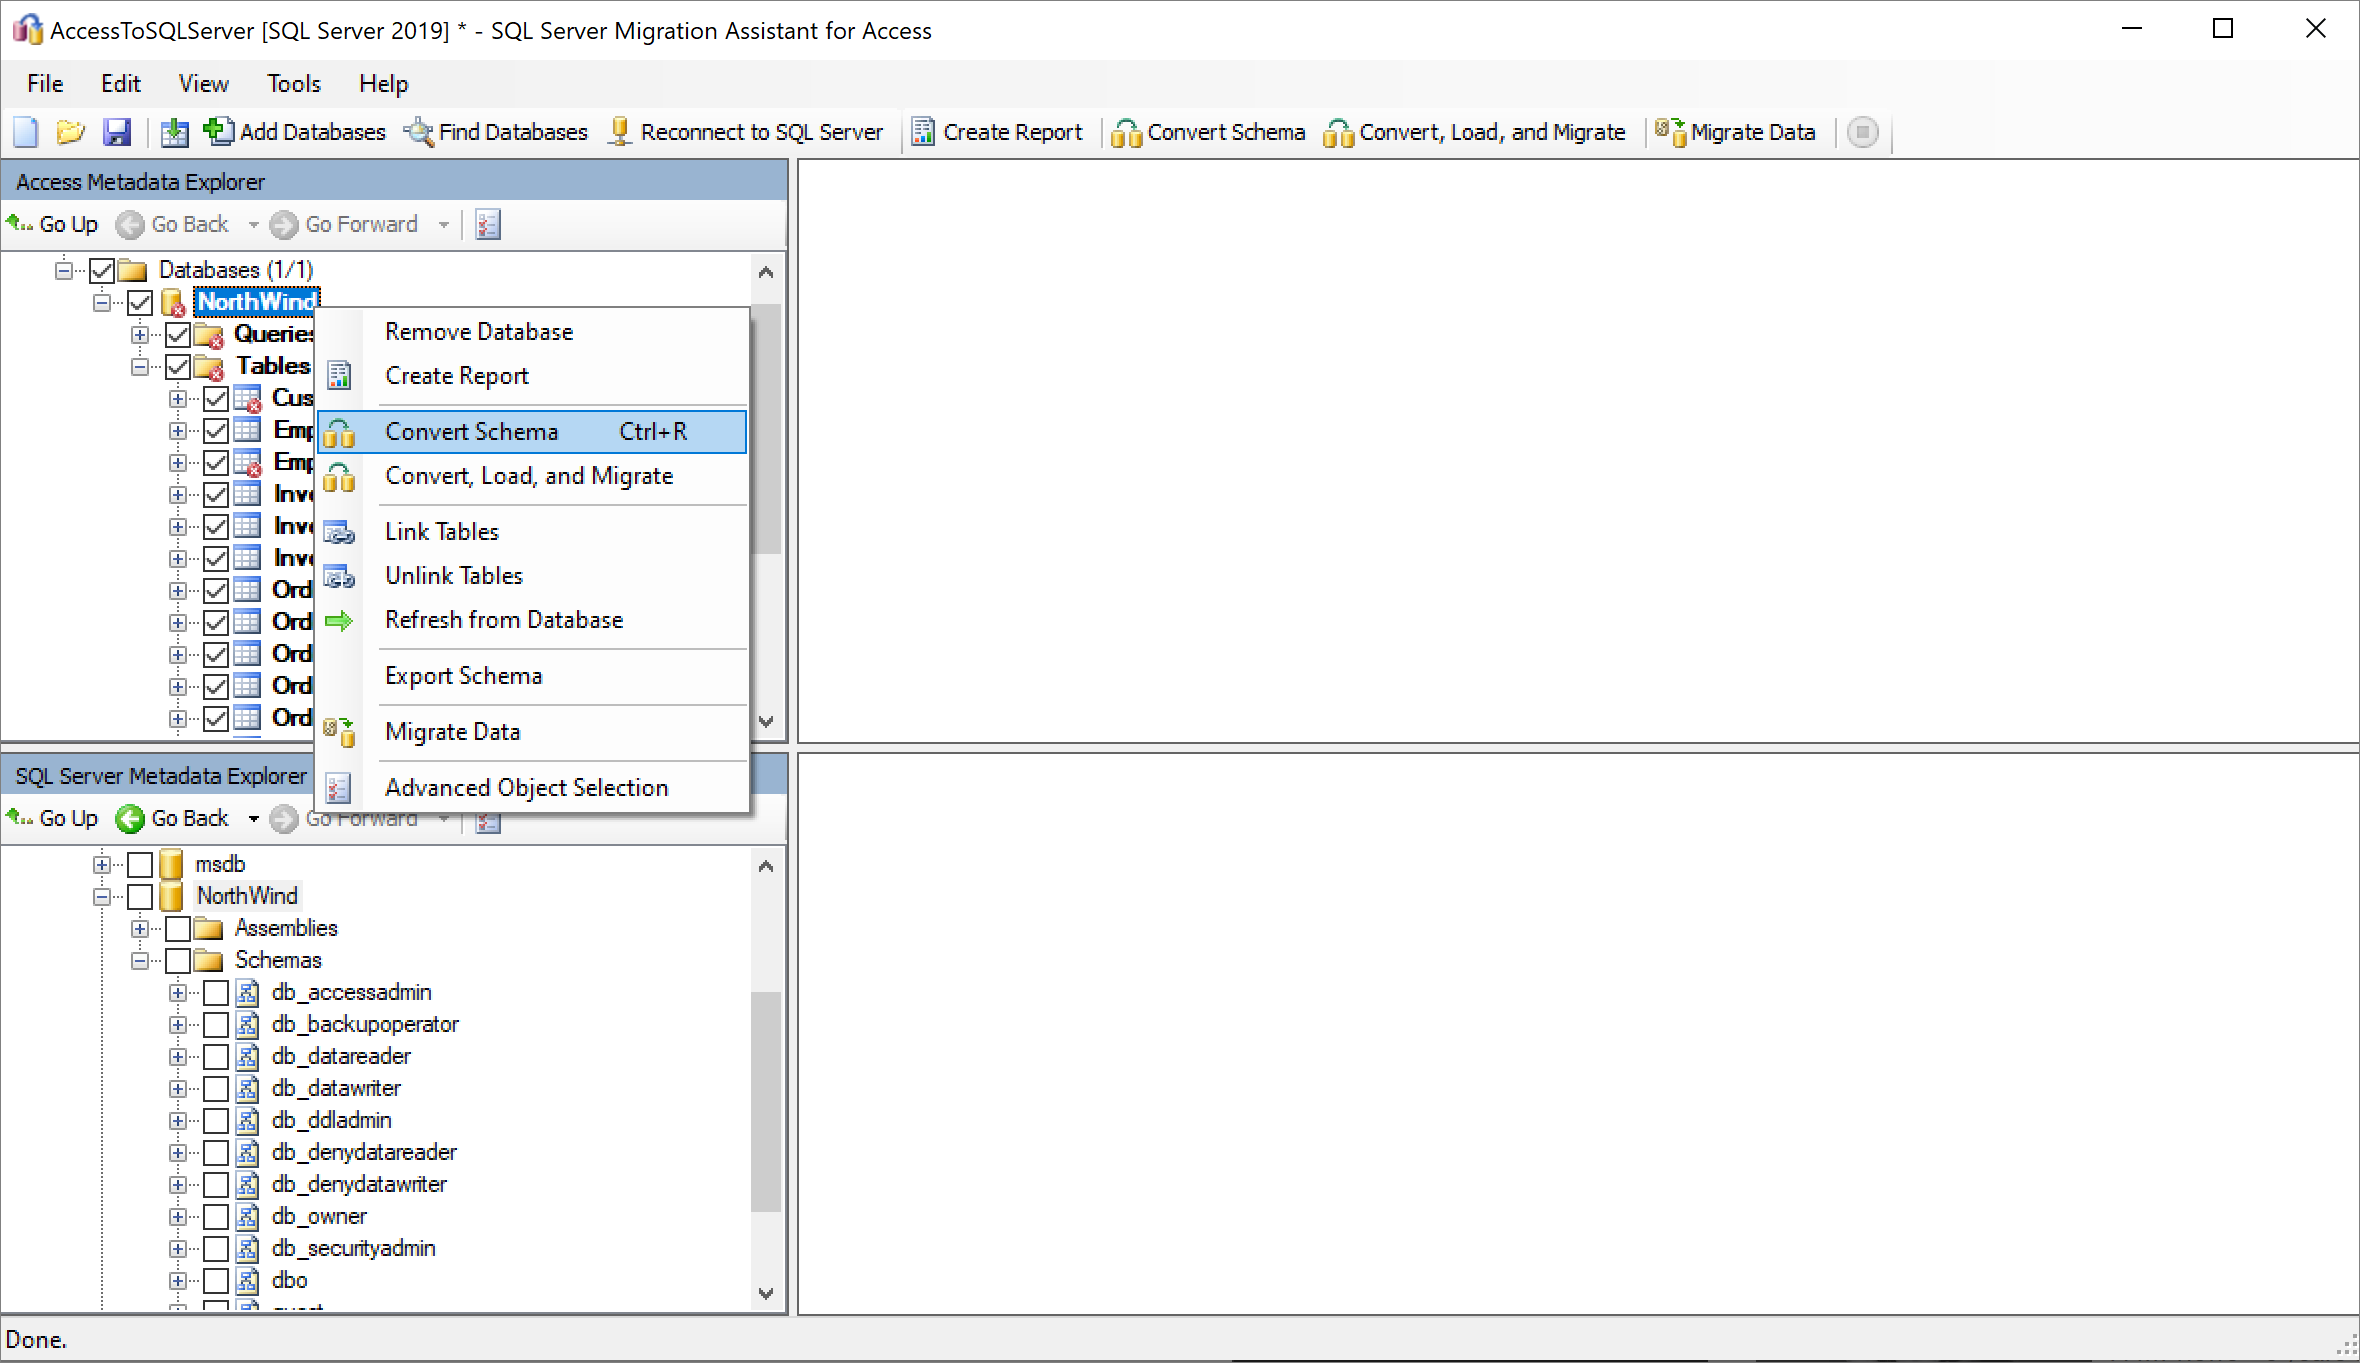 AccessToSQLServer [SQL Server 2019] * - SQL Server Migration Assistant for Access
File Edit View Tools Help
Add Databases Find Databases Reconnect to SQL Server Create Report Convert Schema Convert, Load, and Migrate Migrate Data
Access Metadata Explorer
Go Up Go Back Go Forward
Databases (1/1)
NorthWind
Queries
Tables
Cus
Emp
Emp
Inve
Inve
Inve
Ord
Ord
Ord
Ord
Ord
Remove Database
Create Report
Convert Schema Ctrl+R
Convert, Load, and Migrate
Link Tables
Unlink Tables
Refresh from Database
Export Schema
Migrate Data
Advanced Object Selection
SQL Server Metadata Explorer
Go Up Go Back Go Forward
msdb
NorthWind
Assemblies
Schemas
db_accessadmin
db_backupoperator
db_datareader
db_datawriter
db_ddladmin
db_denydatareader
db_denydatawriter
db_owner
db_securityadmin
dbo
Done.